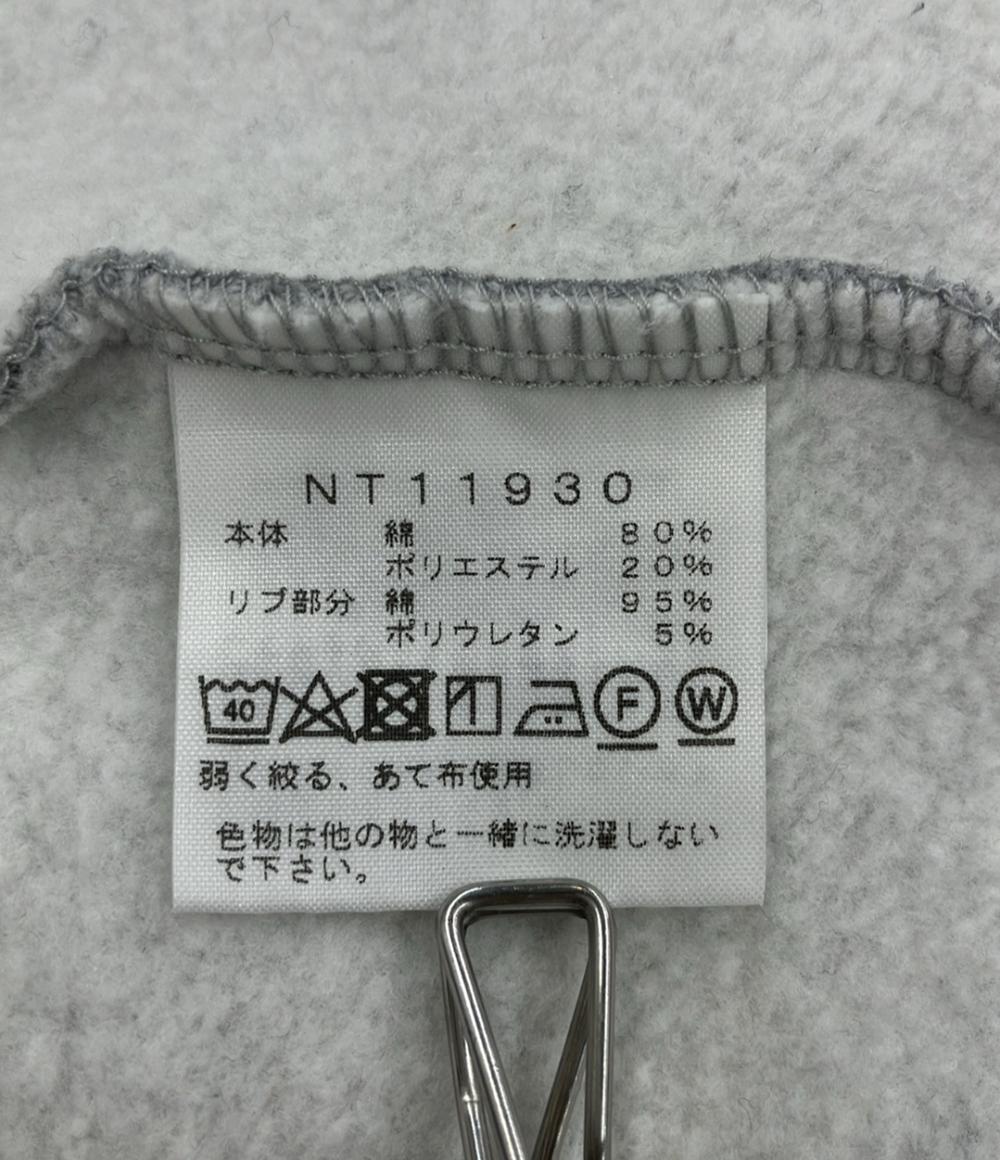 NT11930
本体 綿 80%
ポリエステル 20%
リブ部分 綿 95%
ポリウレタン 5%
40 F W
弱く絞る、あて布使用
色物は他の物と一緒に洗濯しない
で下さい。